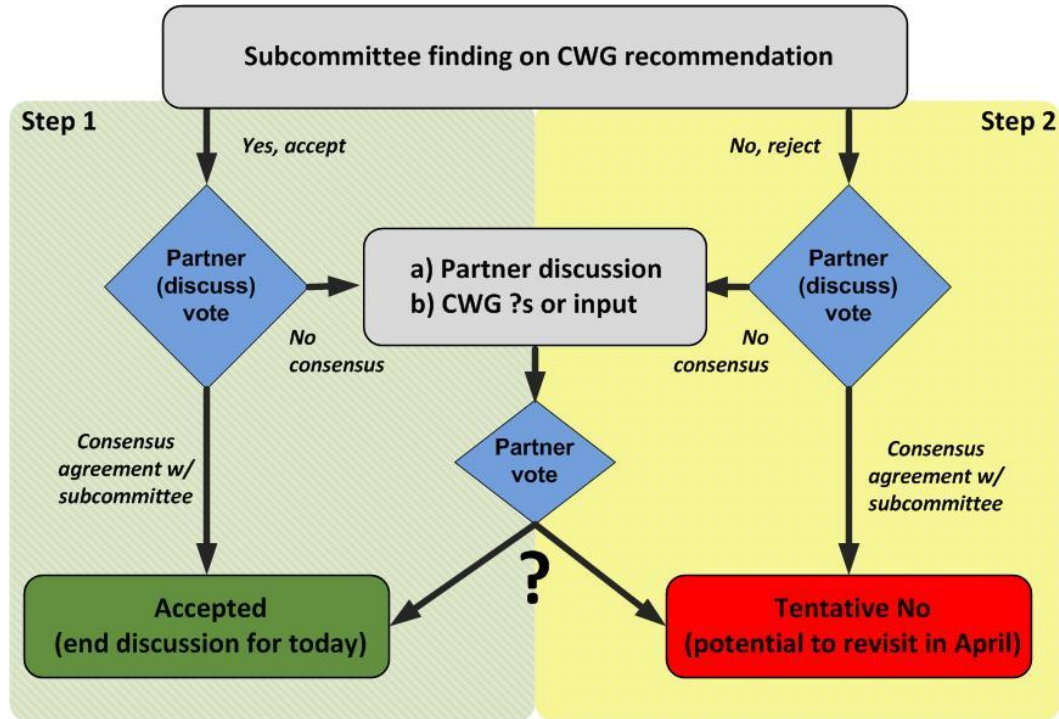 Subcommittee finding on CWG recommendation
Step 1
Step 2
Yes, accept
No, reject
Partner
(discuss)
vote
a) Partner discussion
b) CWG ?s or input
Partner
(discuss)
vote
No
consensus
No
consensus
Partner
vote
Consensus
agreement w/
subcommittee
Consensus
agreement w/
subcommittee
?
Accepted
(end discussion for today)
Tentative No
(potential to revisit in April)